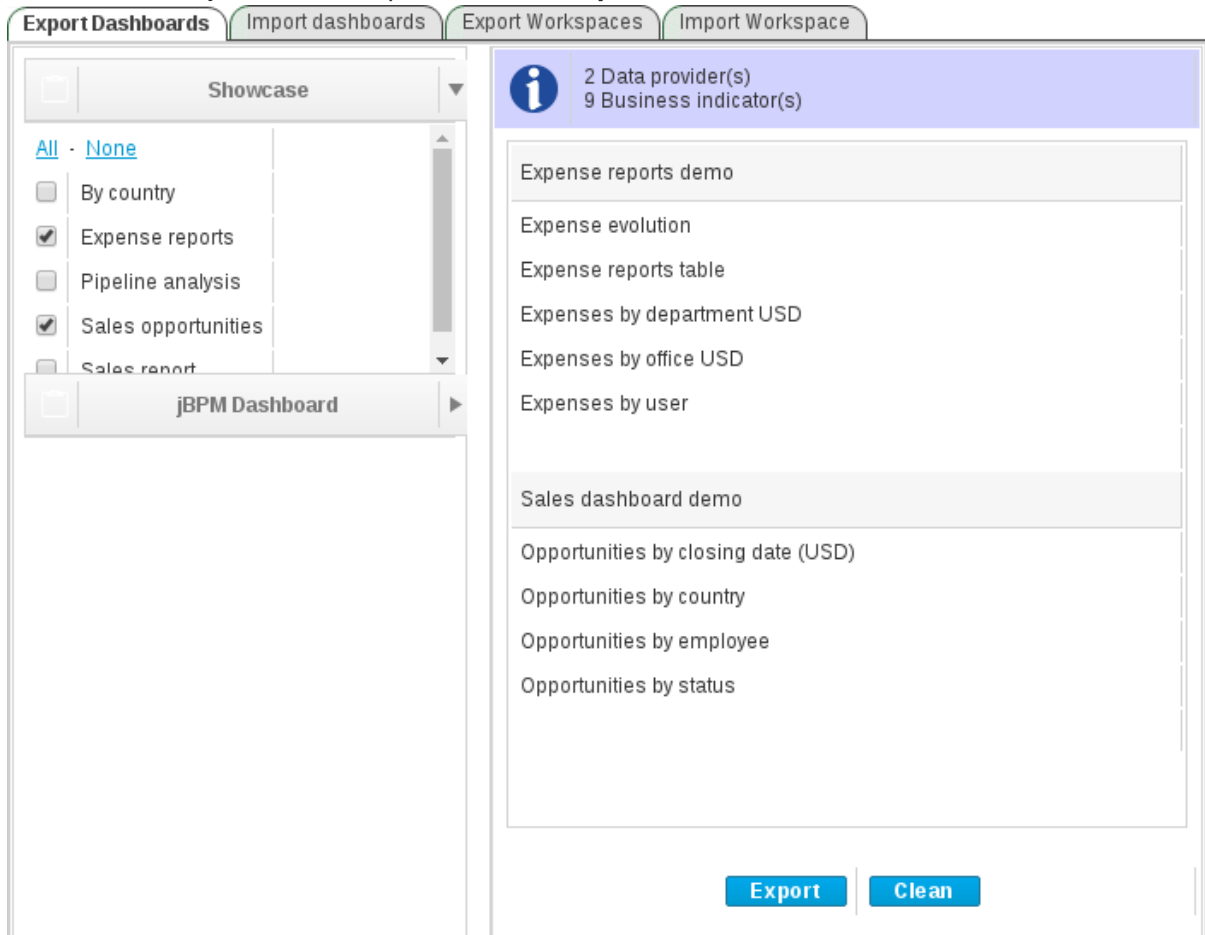 Export Dashboards Import dashboards Export Workspaces Import Workspace
Showcase
All - None
By country
Expense reports
Pipeline analysis
Sales opportunities
Sales report
jBPM Dashboard
2 Data provider(s)
9 Business indicator(s)
Expense reports demo
Expense evolution
Expense reports table
Expenses by department USD
Expenses by office USD
Expenses by user
Sales dashboard demo
Opportunities by closing date (USD)
Opportunities by country
Opportunities by employee
Opportunities by status
Export Clean